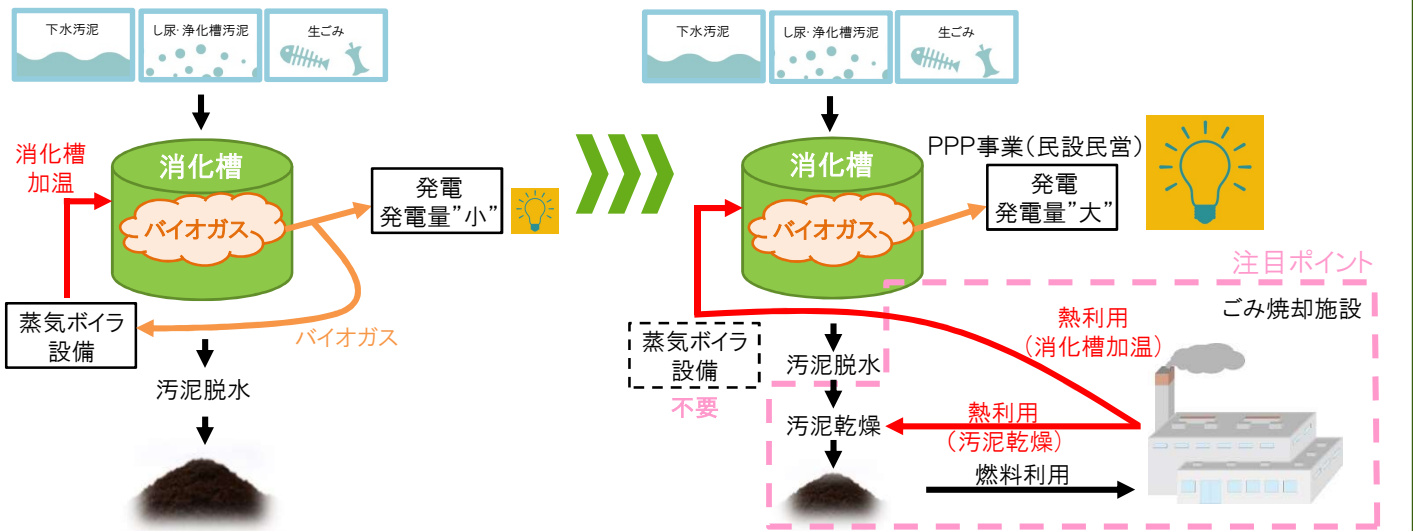 下水汚泥
し尿・浄化槽汚泥
生ごみ
消化槽
加温
消化槽
バイオガス
発電
発電量”小”
蒸気ボイラ
設備
バイオガス
汚泥脱水
下水汚泥
し尿・浄化槽汚泥
生ごみ
消化槽
バイオガス
PPP事業(民設民営)
発電
発電量”大”
注目ポイント
ごみ焼却施設
熱利用
(消化槽加温)
蒸気ボイラ
設備
不要
汚泥脱水
汚泥乾燥
熱利用
(汚泥乾燥)
燃料利用